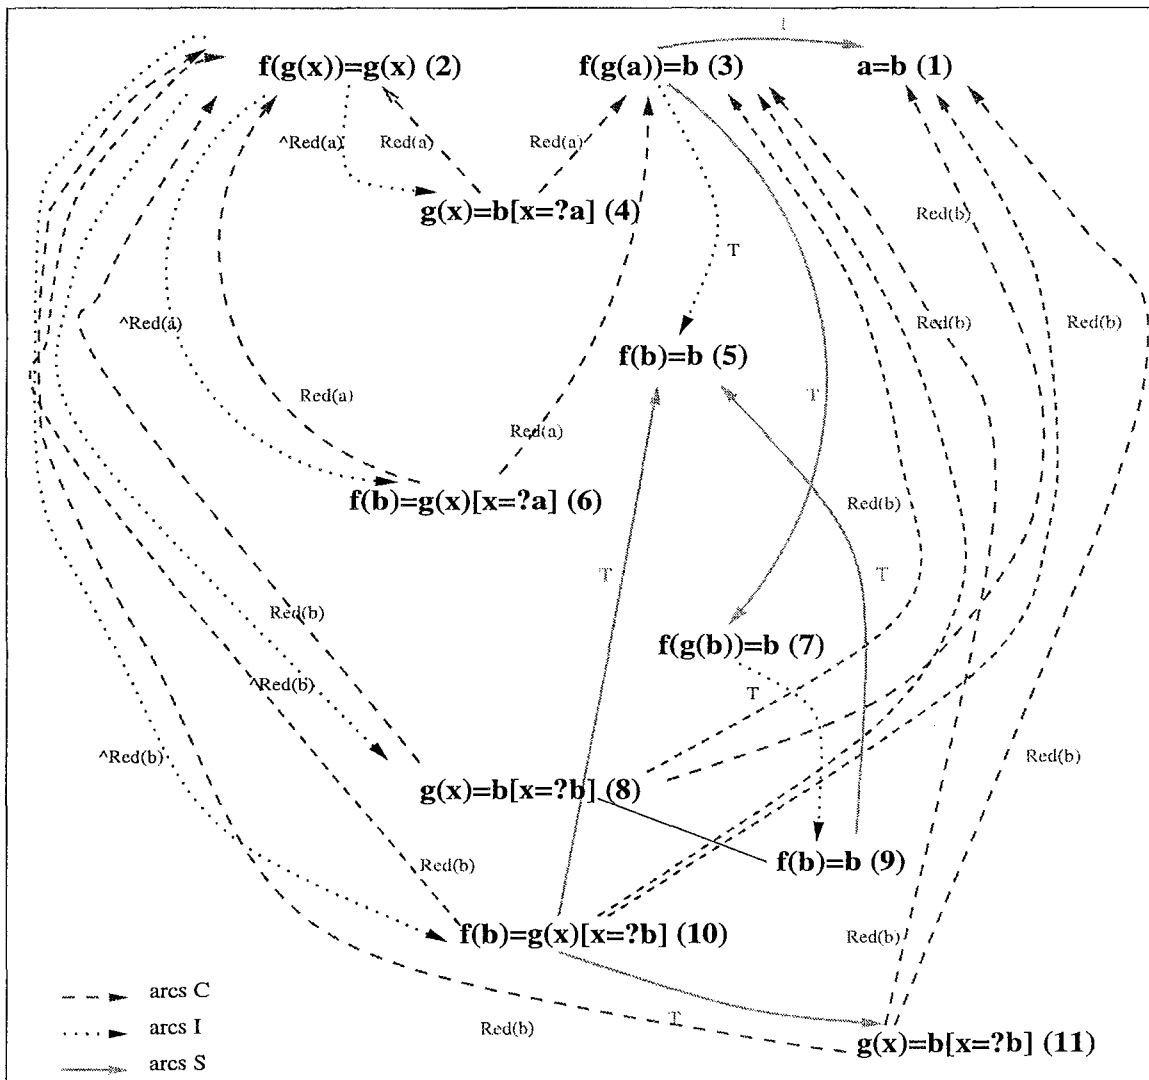 T
f(g(x))=g(x) (2)
f(g(a))=b (3)
a=b (1)
^Red(a)
Red(a)
Red(a)
g(x)=b[x=?a] (4)
Red(b)
T
^Red(a)
Red(b)
Red(b)
f(b)=b (5)
Red(a)
T
Red(a)
f(b)=g(x)[x=?a] (6)
Red(b)
T
T
Red(b)
f(g(b))=b (7)
^Red(b)
T
^Red(b)
Red(b)
g(x)=b[x=?b] (8)
Red(b)
f(b)=b (9)
f(b)=g(x)[x=?b] (10)
Red(b)
arcs C
arcs I
Red(b)
T
g(x)=b[x=?b] (11)
arcs S